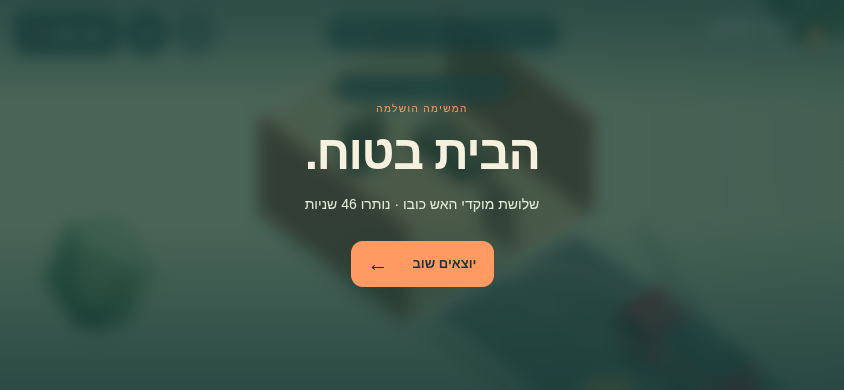 המשימה הושלמה
הבית בטוח.
שלושת מוקדי האש כובו · נותרו 46 שניות
יוצאים שוב ←